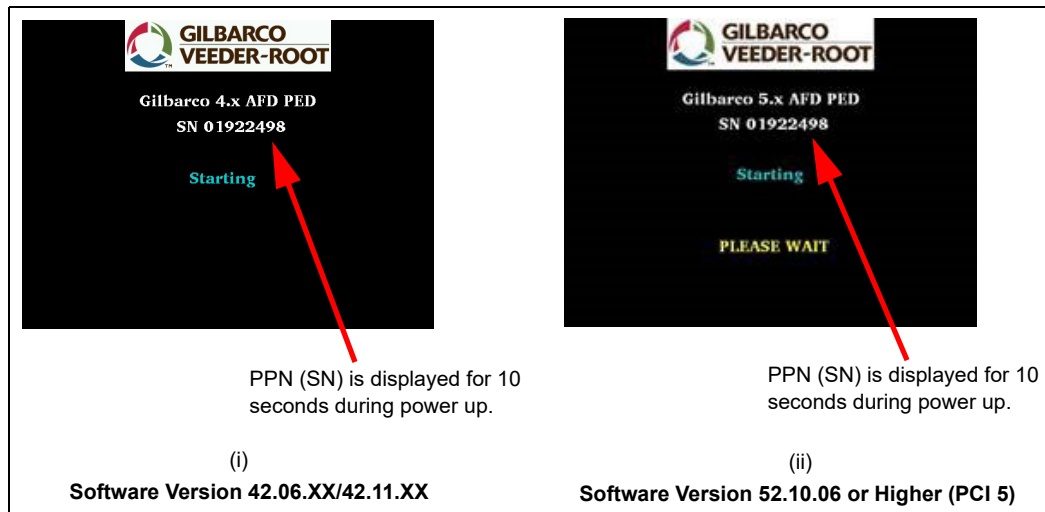 GILBARCO
VEEDER-ROOT
TM
Gilbarco 4.x AFD PED
SN 01922498
Starting
PPN (SN) is displayed for 10
seconds during power up.
(i)
Software Version 42.06.XX/42.11.XX
GILBARCO
VEEDER-ROOT
TM
Gilbarco 5.x AFD PED
SN 01922498
Starting
PLEASE WAIT
PPN (SN) is displayed for 10
seconds during power up.
(ii)
Software Version 52.10.06 or Higher (PCI 5)